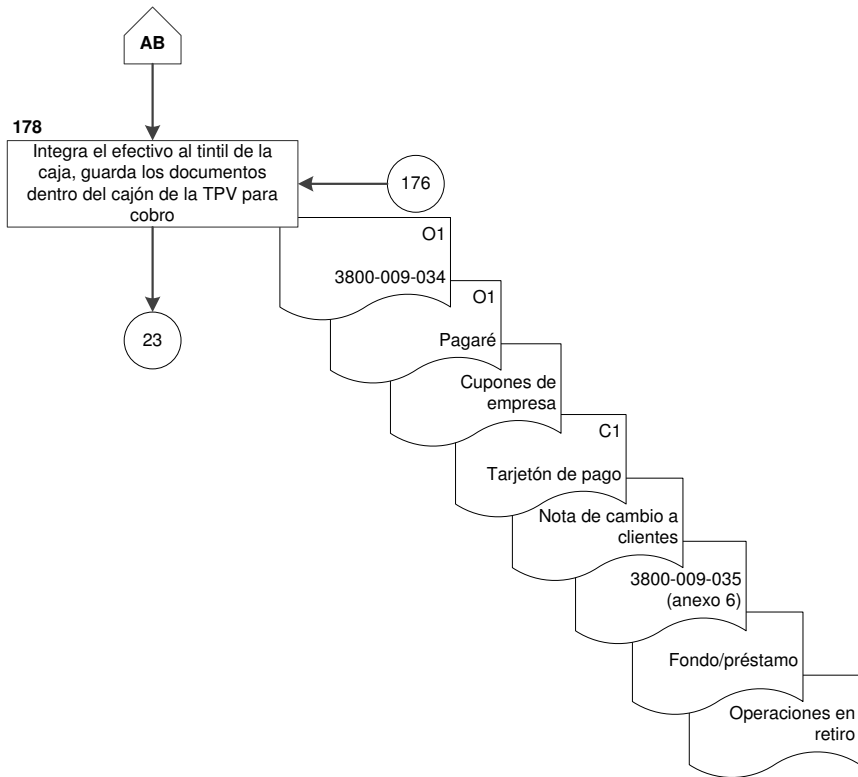 AB
178
Integra el efectivo al tintil de la
caja, guarda los documentos
dentro del cajón de la TPV para
cobro
176
23
O1
3800-009-034
O1
Pagaré
Cupones de
empresa
C1
Tarjetón de pago
Nota de cambio a
clientes
3800-009-035
(anexo 6)
Fondo/préstamo
Operaciones en
retiro